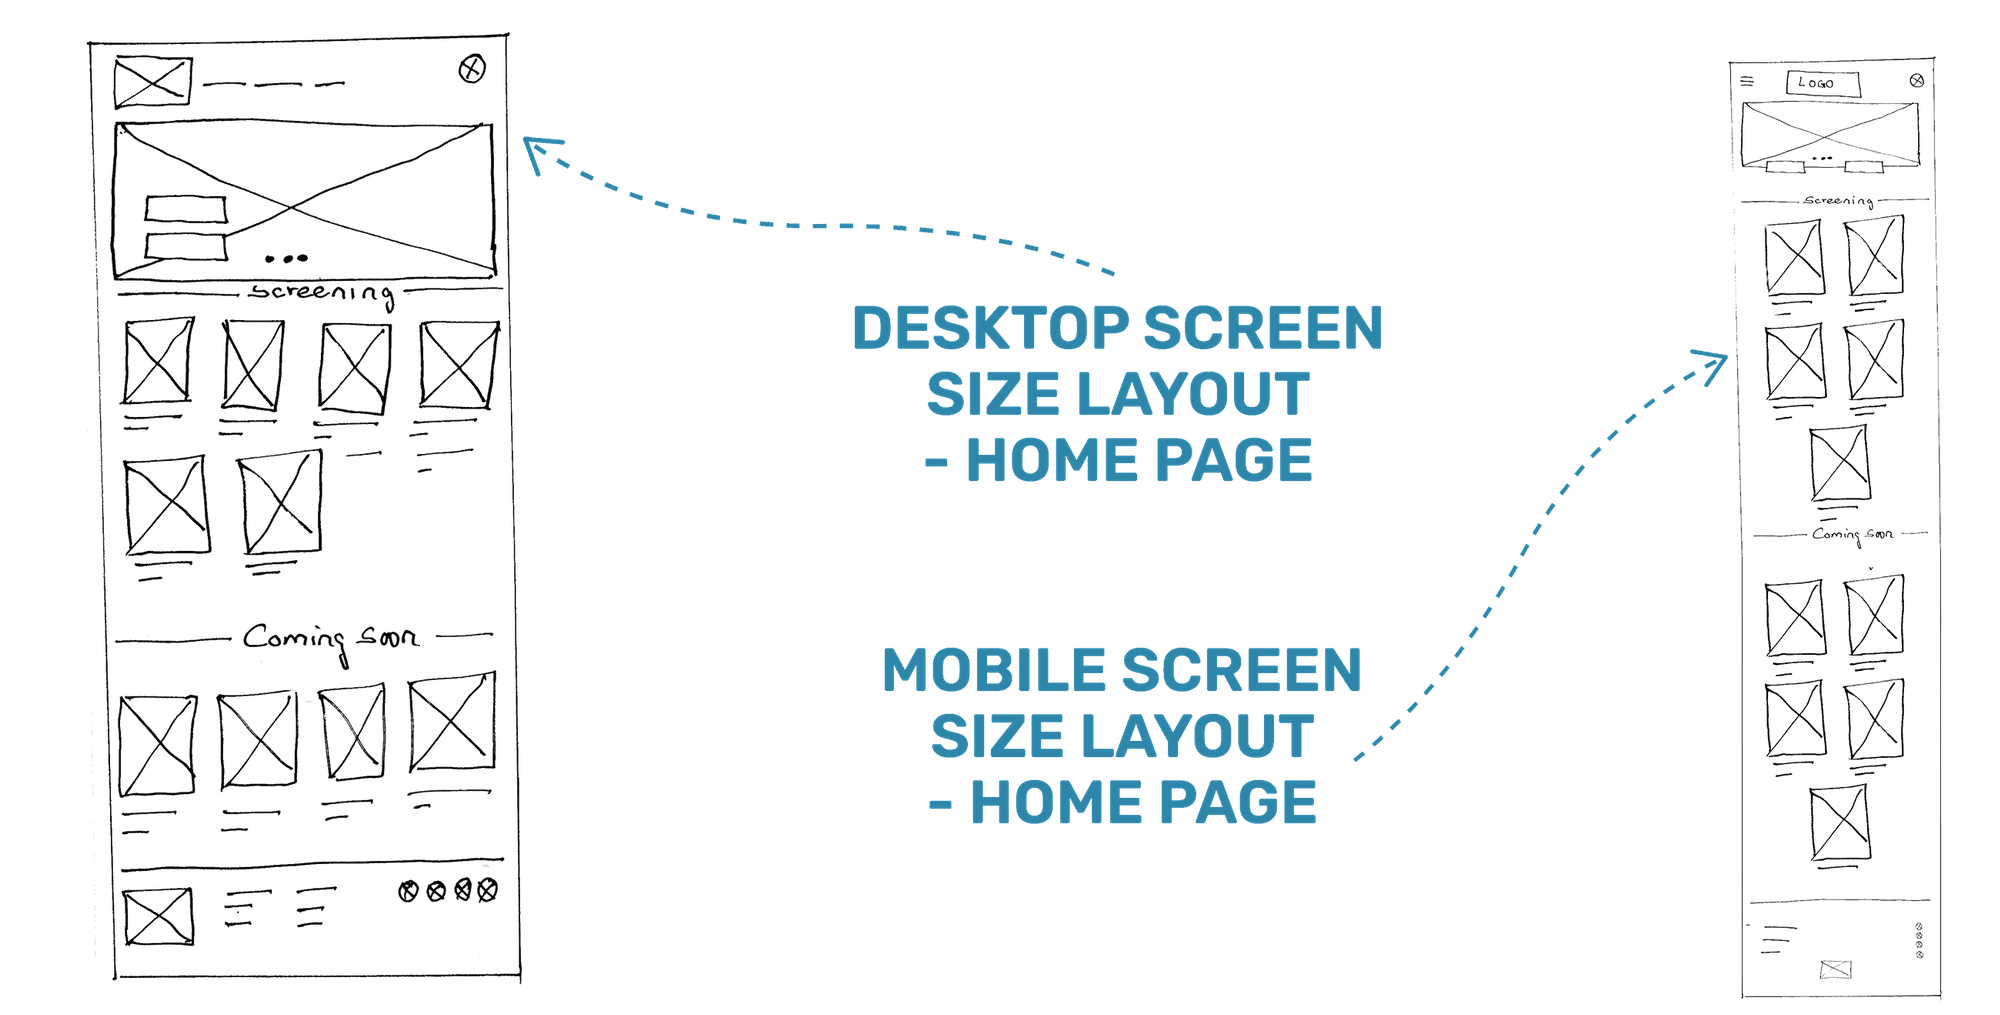 Screening
Coming Soon
DESKTOP SCREEN
SIZE LAYOUT
- HOME PAGE
MOBILE SCREEN
SIZE LAYOUT
- HOME PAGE
LOGO
Screening
Coming Soon